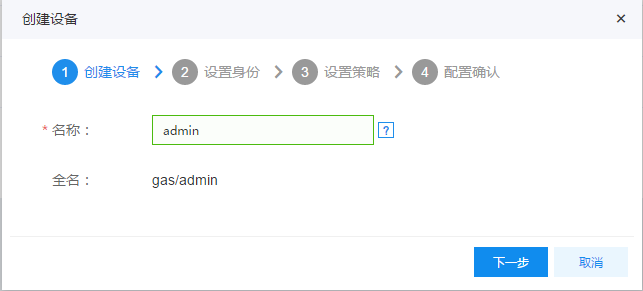 创建设备 ×
1 创建设备 > 2 设置身份 > 3 设置策略 > 4 配置确认
* 名称： admin ?
全名： gas/admin
下一步 取消